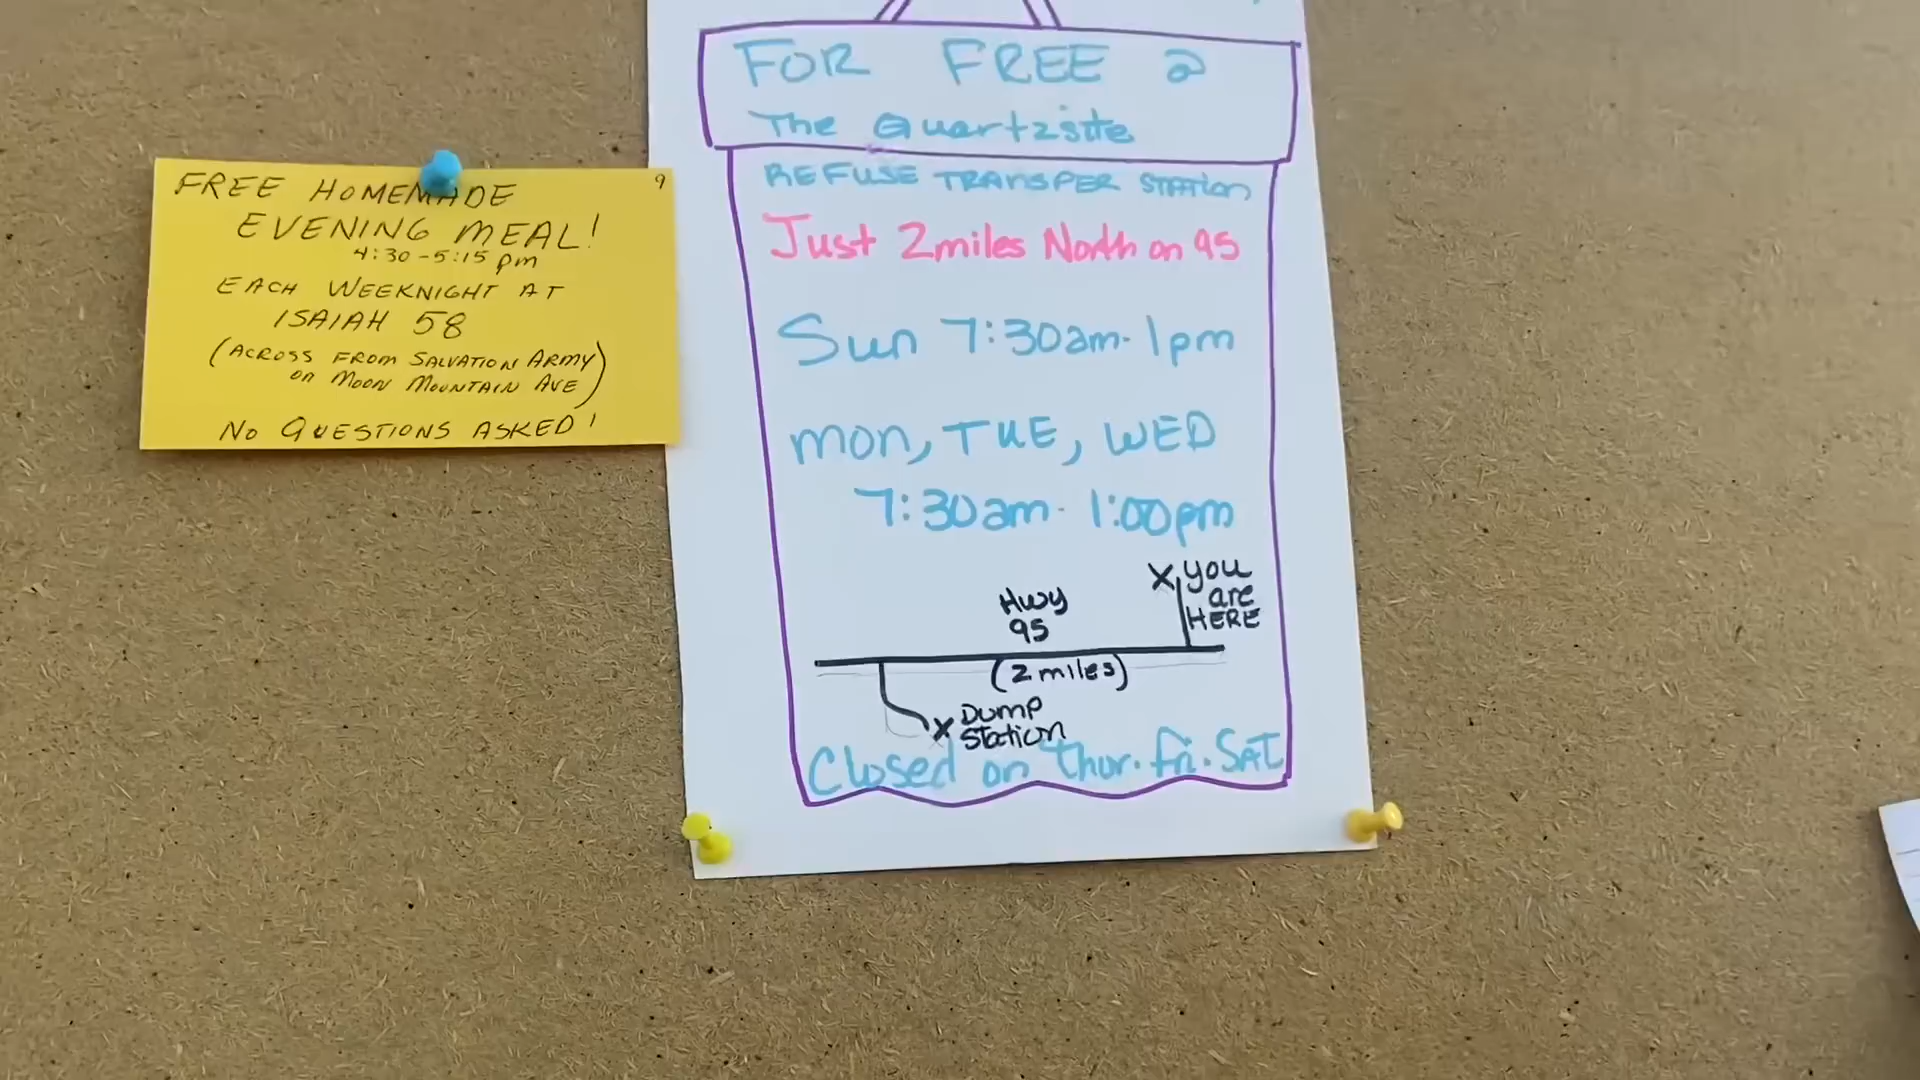 FREE HOMEMADE 9
EVENING MEAL!
4:30-5:15 pm
EACH WEEKNIGHT AT
ISAIAH 58
(ACROSS FROM SALVATION ARMY)
on MOON MOUNTAIN AVE
NO QUESTIONS ASKED!
FOR FREE @
The Quartzsite
REFUSE TRANSFER STATION
Just 2miles North on 95
Sun 7:30am-1pm
mon, TUE, WED
7:30am-1:00pm
X you
are
HERE
Hwy
95
(2 miles)
X Dump
Station
Closed on Thur. Fri. SAT